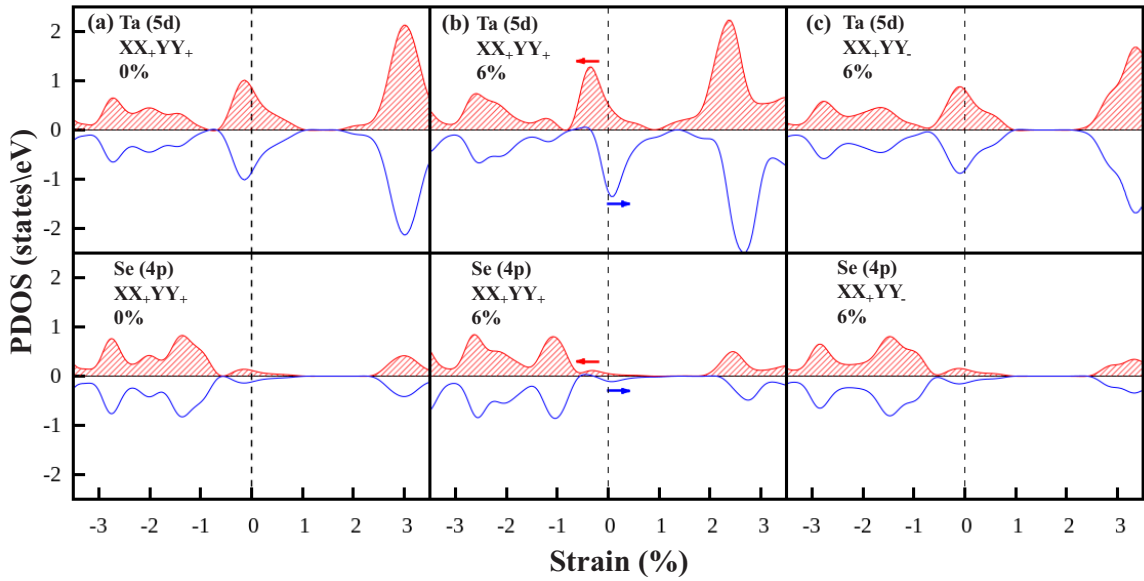 (a) Ta (5d)
XX+YY+
0%
(b) Ta (5d)
XX+YY+
6%
(c) Ta (5d)
XX+YY-
6%
2
1
0
-1
-2
Se (4p)
XX+YY+
0%
Se (4p)
XX+YY+
6%
Se (4p)
XX+YY-
6%
2
1
0
-1
-2
PDOS (states\eV)
-3 -2 -1 0 1 2 3 -3 -2 -1 0 1 2 3 -3 -2 -1 0 1 2 3
Strain (%)